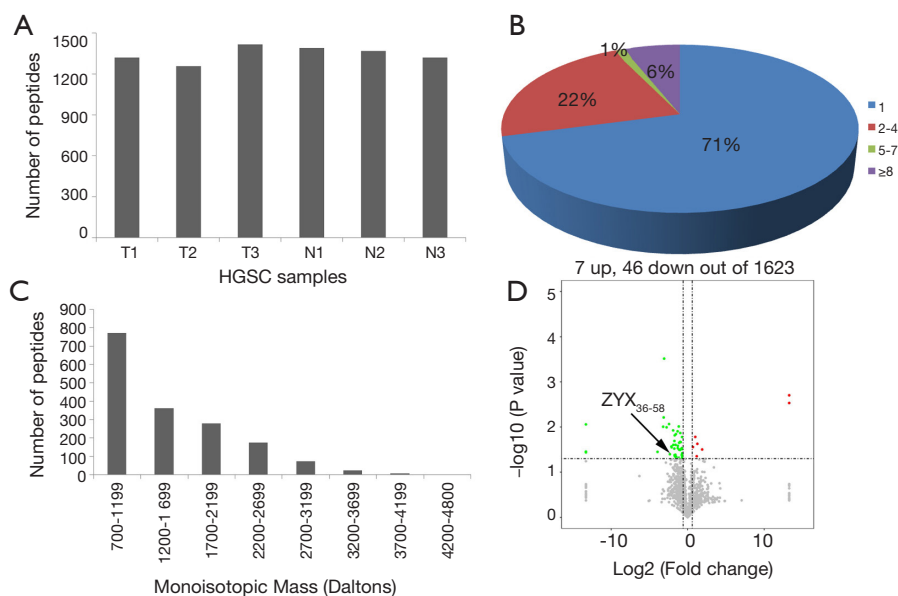 A
Number of peptides
1500
1200
900
600
300
0
T1 T2 T3 N1 N2 N3
HGSC samples
B
1%
6%
22%
71%
1
2-4
5-7
≥8
C
Number of peptides
900
800
700
600
500
400
300
200
100
0
700-1199
1200-1 699
1700-2199
2200-2699
2700-3199
3200-3699
3700-4199
4200-4800
Monoisotopic Mass (Daltons)
7 up, 46 down out of 1623
D
−log10 (P value)
5
4
3
2
1
0
ZYX36-58
-10 0 10
Log2 (Fold change)